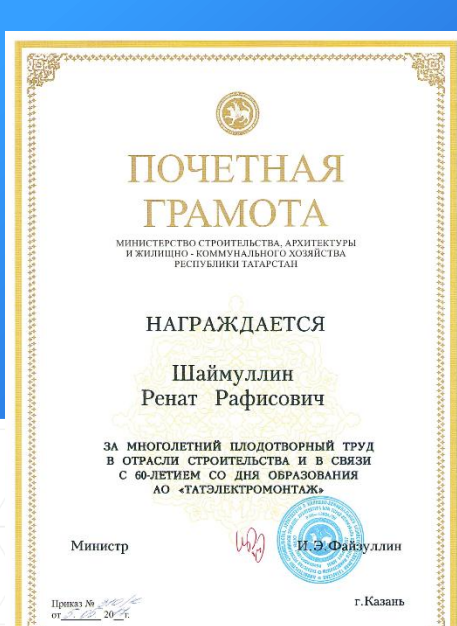 ПОЧЕТНАЯ
ГРАМОТА
МИНИСТЕРСТВО СТРОИТЕЛЬСТВА, АРХИТЕКТУРЫ
И ЖИЛИЩНО - КОММУНАЛЬНОГО ХОЗЯЙСТВА
РЕСПУБЛИКИ ТАТАРСТАН
НАГРАЖДАЕТСЯ
Шаймуллин
Ренат Рафисович
ЗА МНОГОЛЕТНИЙ ПЛОДОТВОРНЫЙ ТРУД
В ОТРАСЛИ СТРОИТЕЛЬСТВА И В СВЯЗИ
С 60-ЛЕТИЕМ СО ДНЯ ОБРАЗОВАНИЯ
АО «ТАТЭЛЕКТРОМОНТАЖ»
Министр И.Э.Файзуллин
Приказ №
от 20 г.
г.Казань